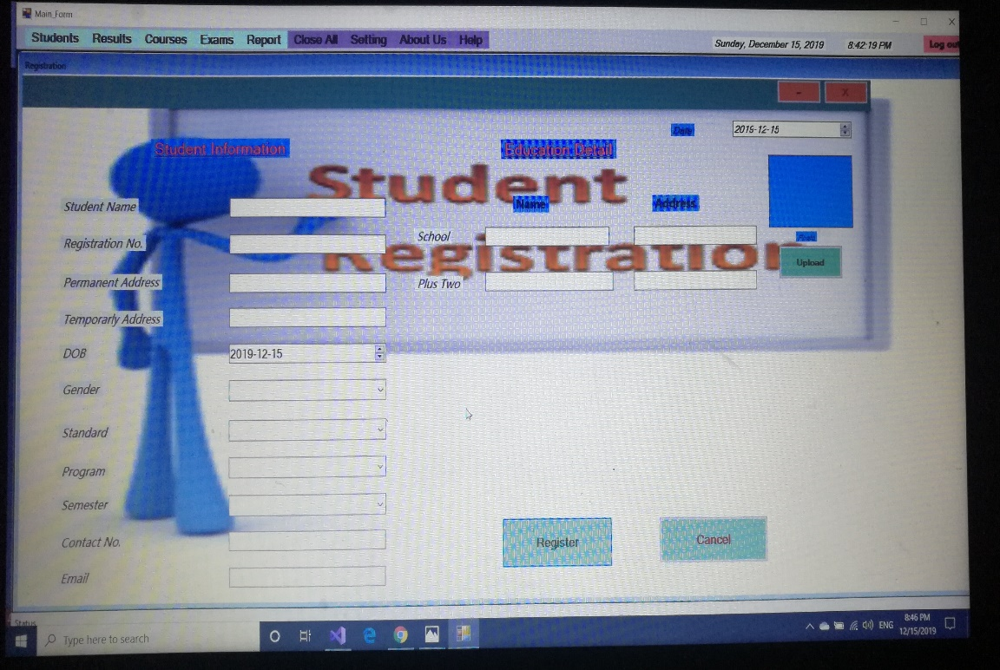 Main_Form
Students Results Courses Exams Report Close All Setting About Us Help
Sunday, December 15, 2019 8:42:19 PM Log out
Registration
- X
Date 2019-12-15
Student Information
Education Detail
Student
Registration
Student Name
Name Address
Registration No.
School
Upload
Permanent Address
Plus Two
Temporarly Address
DOB 2019-12-15
Gender
Standard
Program
Semester
Contact No.
Register Cancel
Email
Status
Type here to search
ENG
8:46 PM
12/15/2019